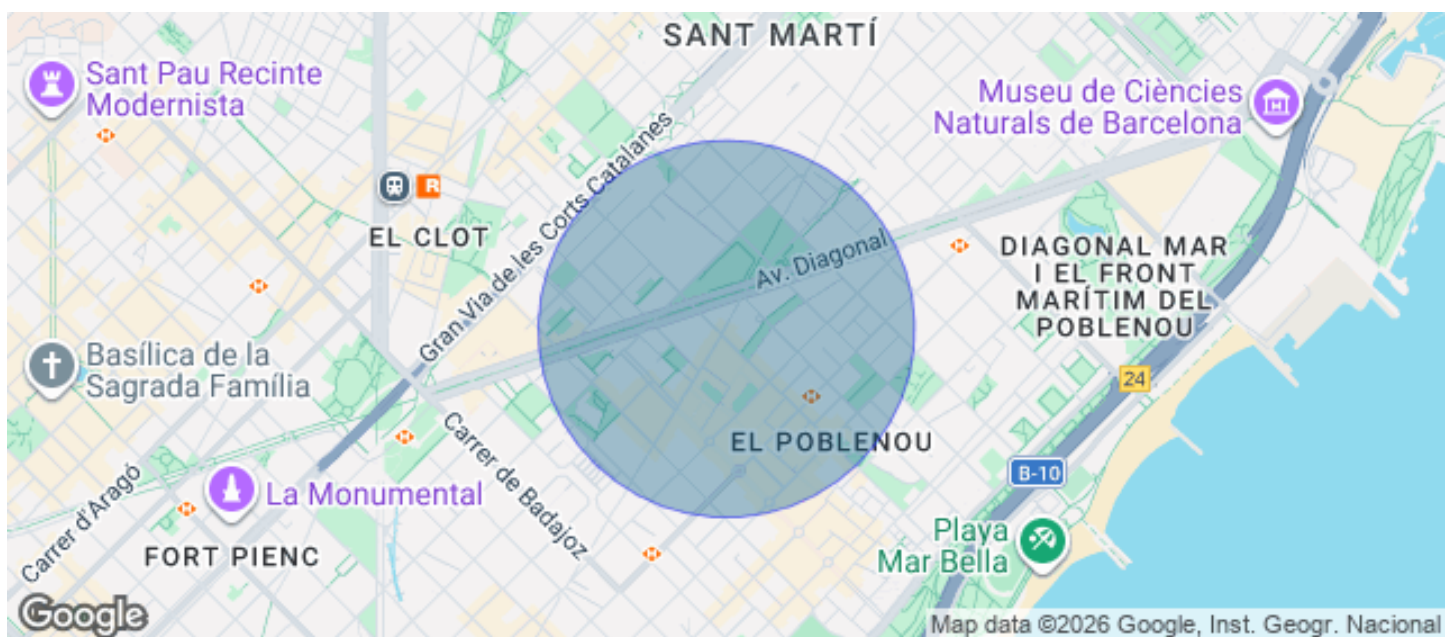 SANT MARTÍ
Sant Pau Recinte
Modernista
Museu de Ciències
Naturals de Barcelona
R
EL CLOT
Gran Via de les Corts Catalanes
Av. Diagonal
DIAGONAL MAR
I EL FRONT
MARÍTIM DEL
POBLENOU
Basílica de la
Sagrada Família
24
EL POBLENOU
B-10
Carrer de Badajoz
La Monumental
Carrer d'Aragó
FORT PIENC
Playa
Mar Bella
Google
Map data ©2026 Google, Inst. Geogr. Nacional